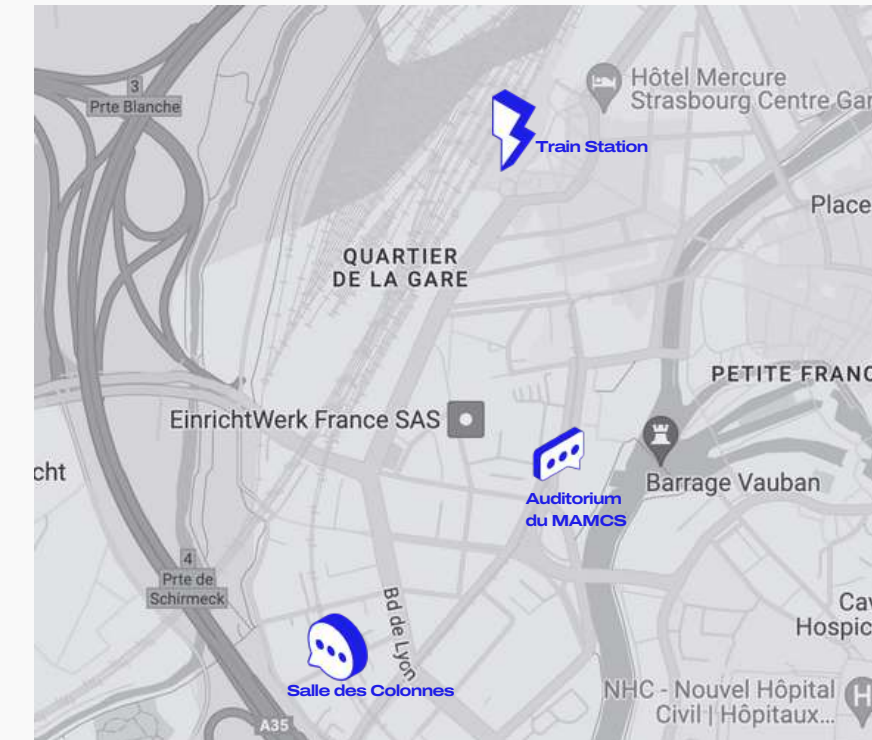 3
Prte Blanche
Hôtel Mercure
Strasbourg Centre Gar
Train Station
Place
QUARTIER
DE LA GARE
PETITE FRANC
EinrichtWerk France SAS
cht
Barrage Vauban
Auditorium
du MAMCS
4
Prte de
Schirmeck
Bd de Lyon
Cav
Hospic
Salle des Colonnes
NHC - Nouvel Hôpital
Civil | Hôpitaux...
H
A35